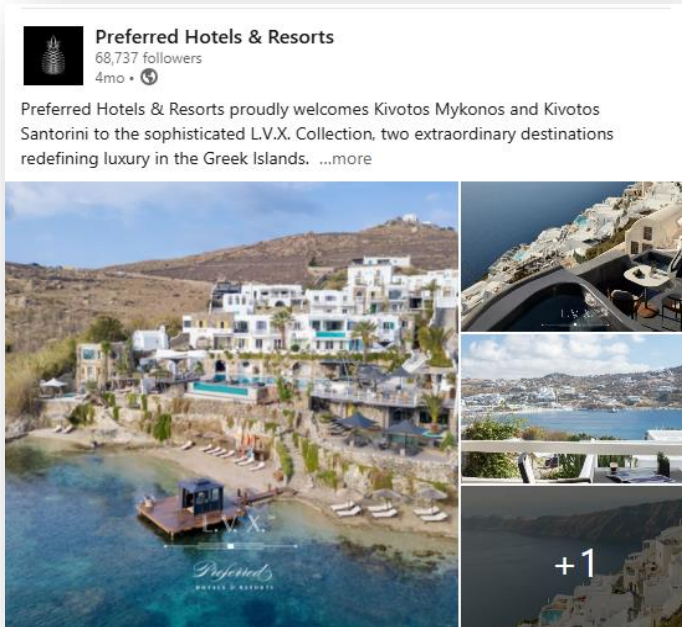 Preferred Hotels & Resorts
68,737 followers
4mo •
Preferred Hotels & Resorts proudly welcomes Kivotos Mykonos and Kivotos
Santorini to the sophisticated L.V.X. Collection, two extraordinary destinations
redefining luxury in the Greek Islands. ...more
L.V.X.
Preferred
HOTELS & RESORTS
L.V.X.
+1